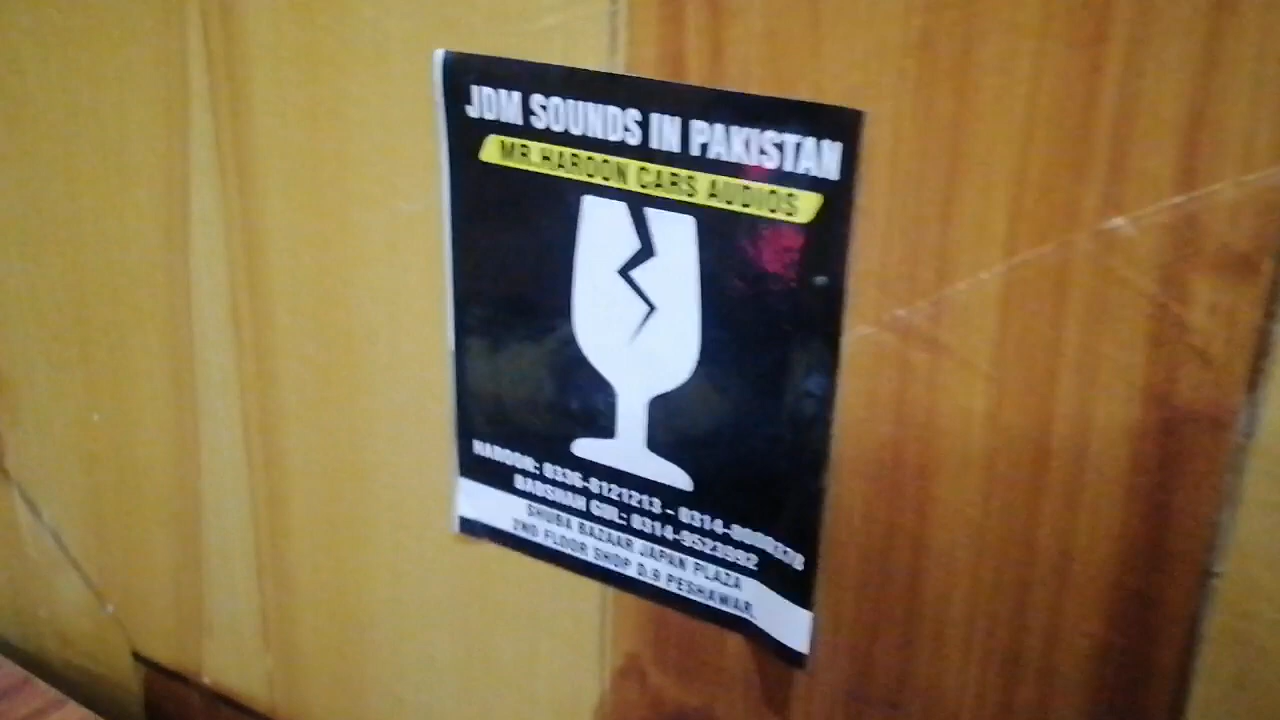 JDM SOUNDS IN PAKISTAN
MR.HAROON CARS AUDIOS
HAROON: 0336-8121213 - 0314-
BADSHAH GUL: 0314-9523992
SHUBA BAZAAR JAPAN PLAZA
2ND FLOOR SHOP D.9 PESHAWAR.